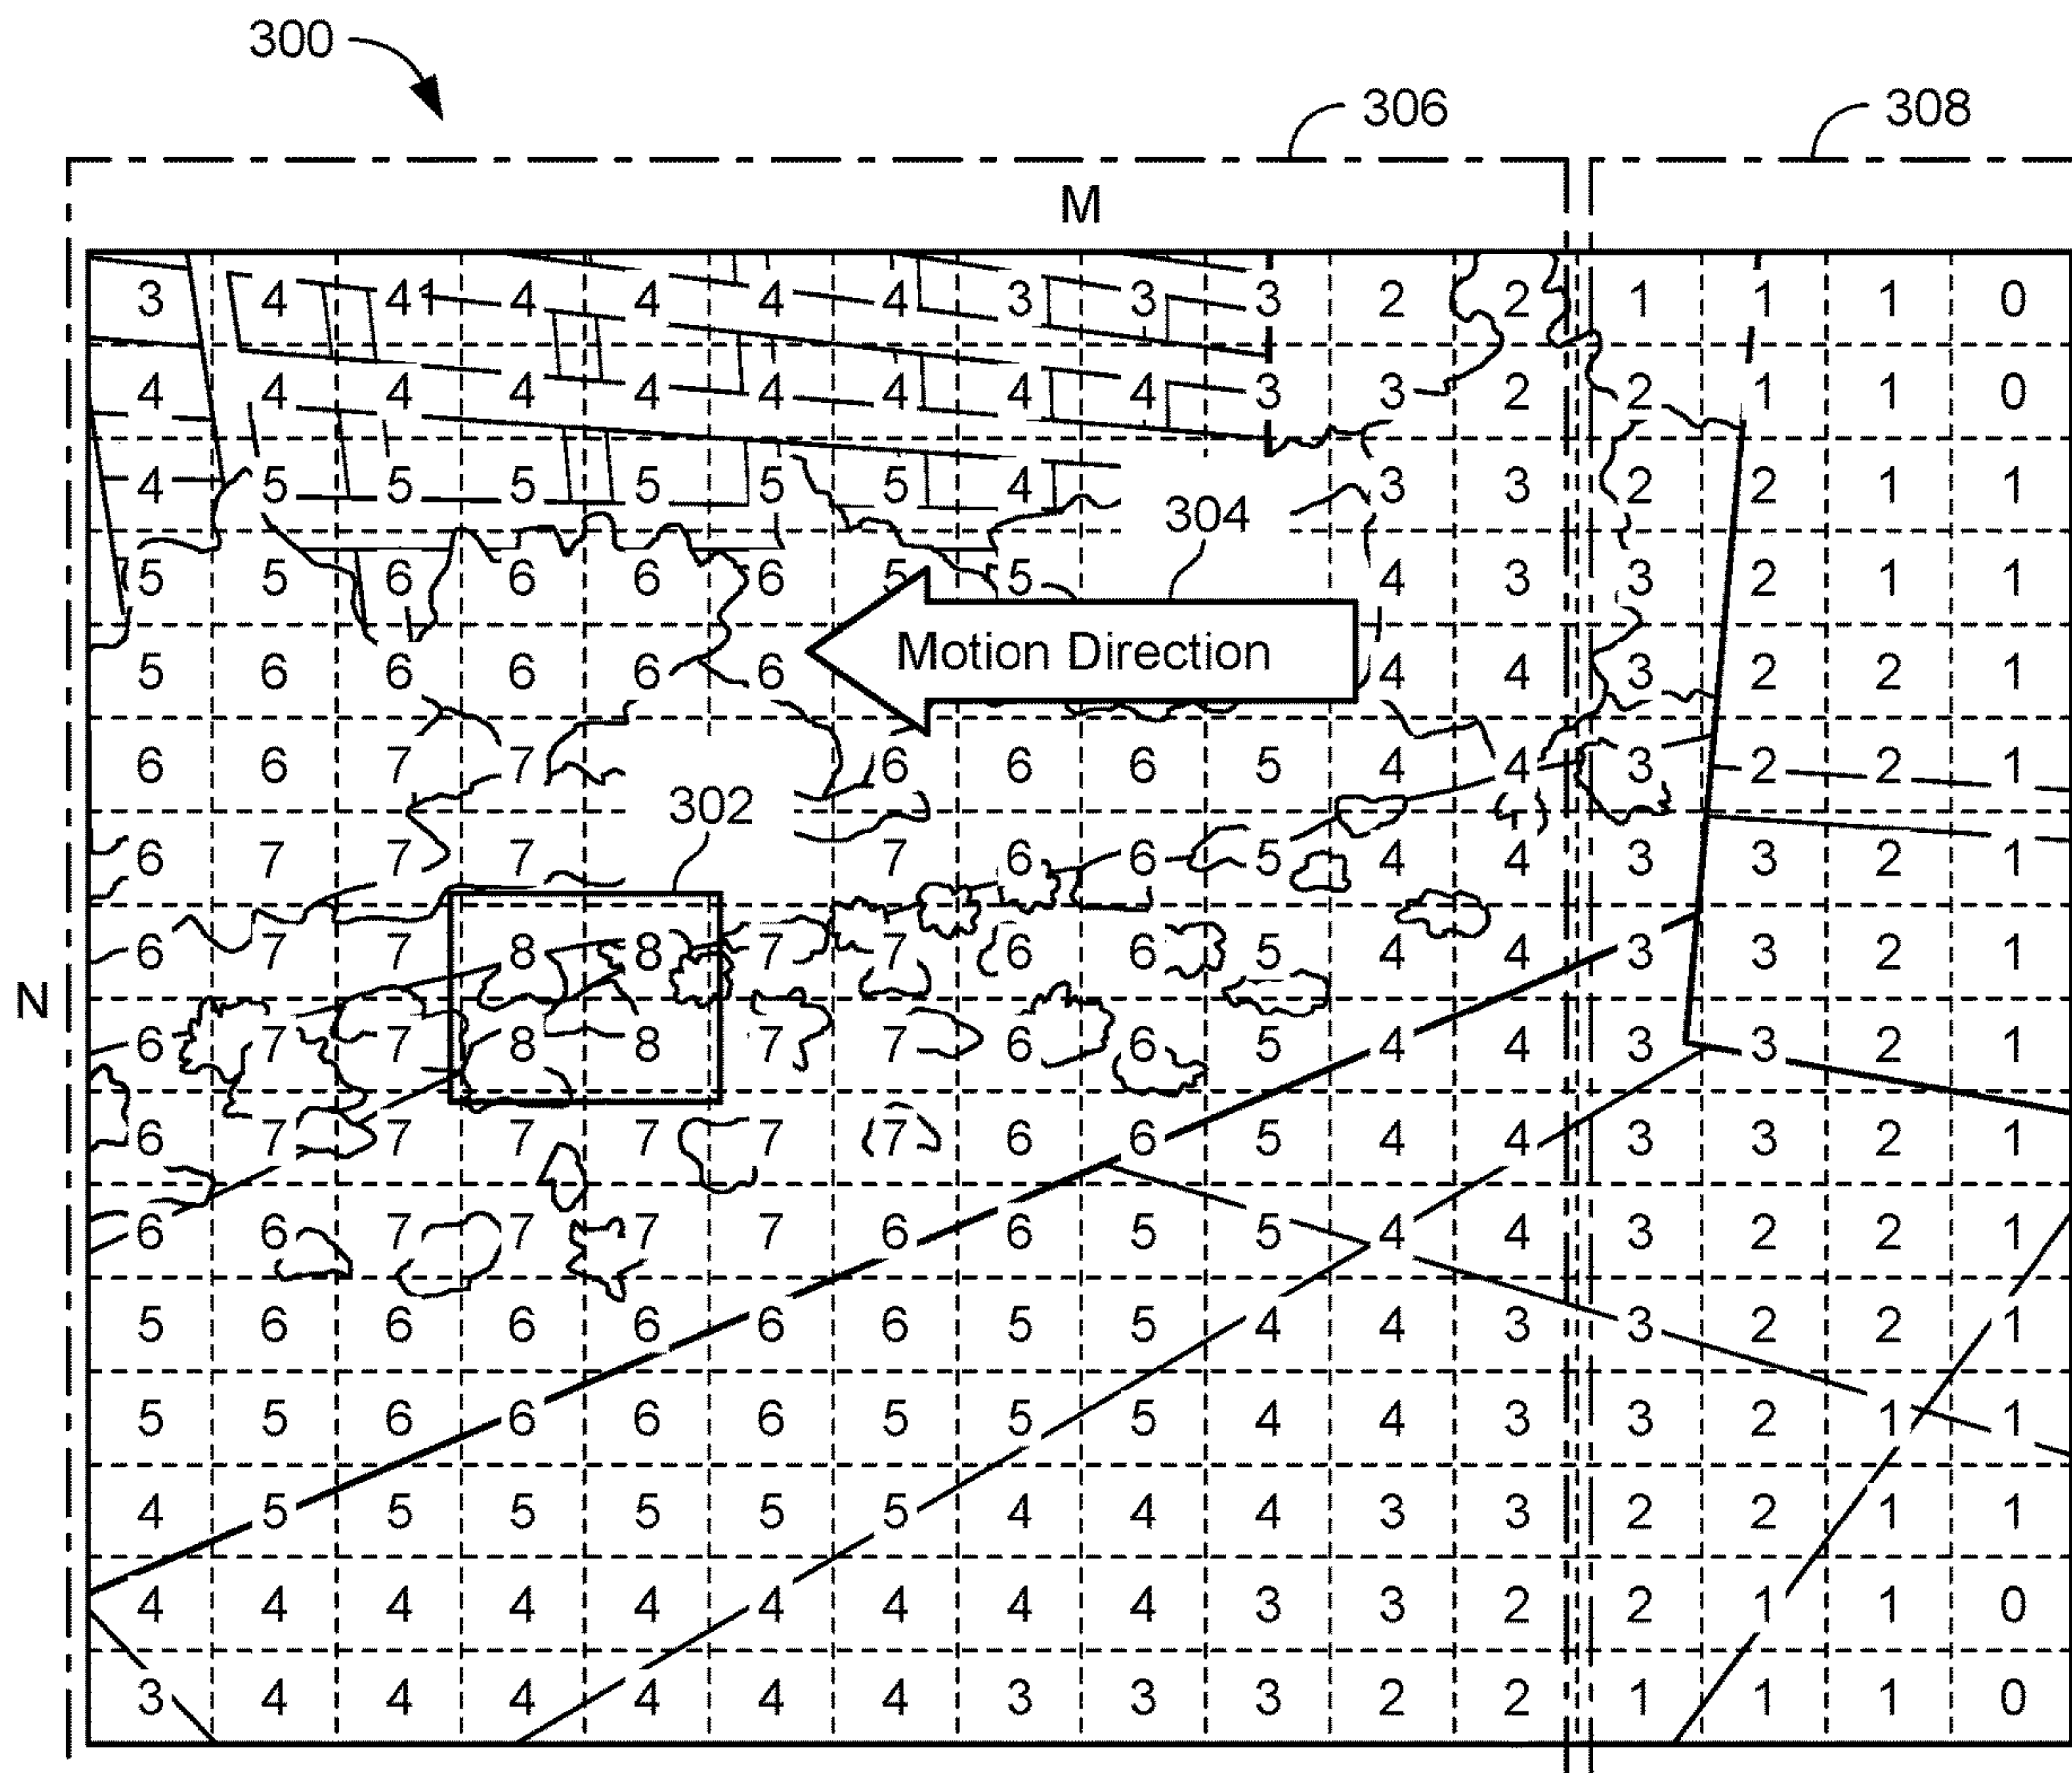 300
306
308
M
3 4 41 4 4 4 4 3 3 3 2 2 1 1 1 0
4 4 4 4 4 4 4 4 4 3 3 2 2 1 1 0
4 5 5 5 5 5 5 4 3 3 2 2 1 1
304
5 5 6 6 6 6 5 5 4 3 3 2 1 1
Motion Direction
5 6 6 6 6 6 4 4 3 2 2 1
6 6 7 7 6 6 6 5 4 4 3 2 2 1
302
6 7 7 7 7 6 6 5 4 4 3 3 2 1
6 7 7 8 8 7 7 6 6 5 4 4 3 3 2 1
N
6 7 7 8 8 7 7 6 6 5 4 4 3 3 2 1
6 7 7 7 7 7 7 6 6 5 4 4 3 3 2 1
6 6 7 7 7 7 6 6 5 5 4 4 3 2 2 1
5 6 6 6 6 6 6 5 5 4 4 3 3 2 2 1
5 5 6 6 6 6 5 5 5 4 4 3 3 2 1 1
4 5 5 5 5 5 5 4 4 4 3 3 2 2 1 1
4 4 4 4 4 4 4 4 4 3 3 2 2 1 1 0
3 4 4 4 4 4 4 3 3 3 2 2 1 1 1 0